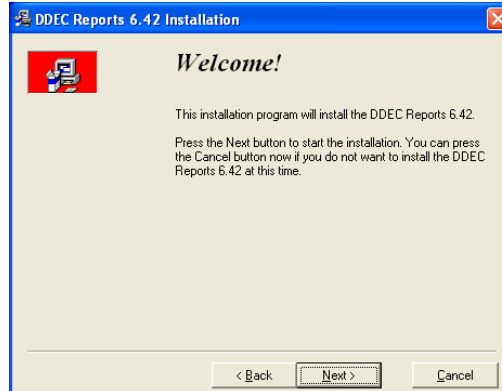 DDEC Reports 6.42 Installation
Welcome!
This installation program will install the DDEC Reports 6.42.
Press the Next button to start the installation. You can press
the Cancel button now if you do not want to install the DDEC
Reports 6.42 at this time.
< Back Next > Cancel